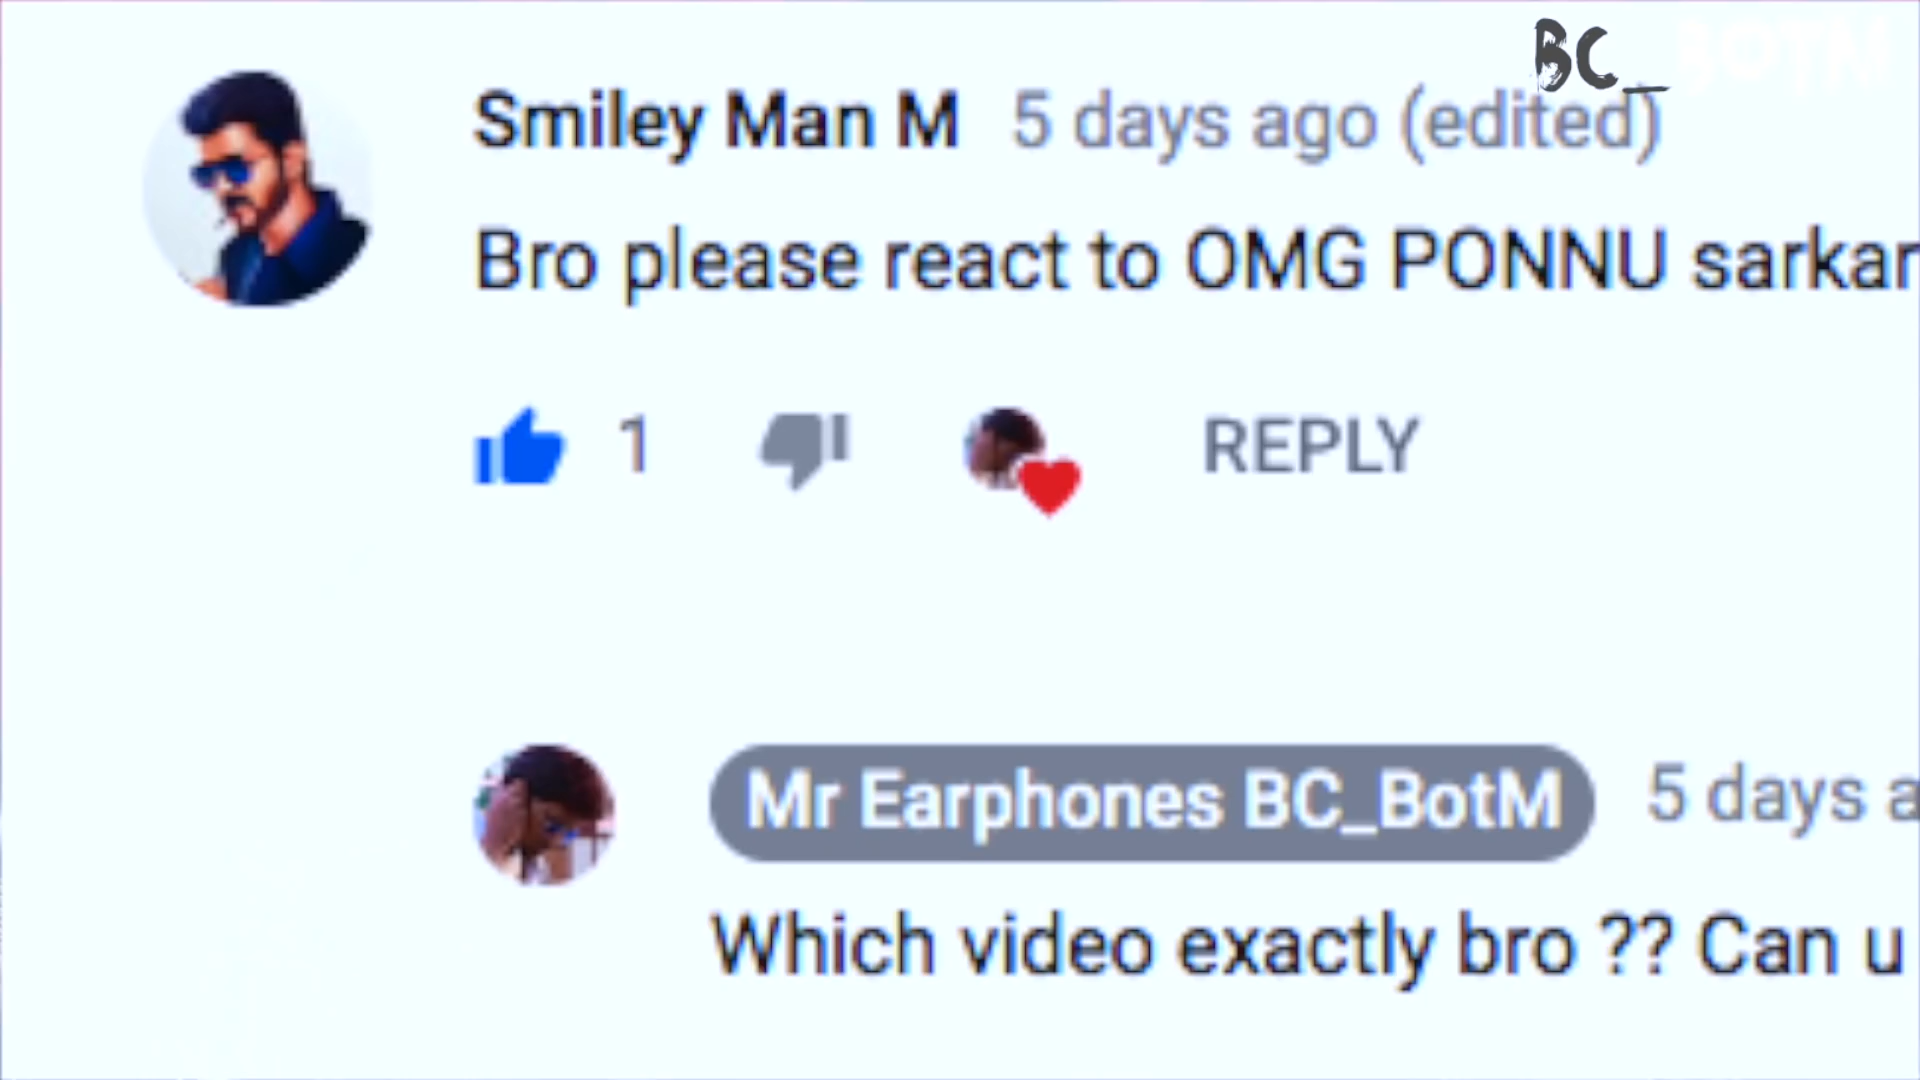 BC_BOTM
Smiley Man M 5 days ago (edited)
Bro please react to OMG PONNU sarkar
1 REPLY
Mr Earphones BC_BotM 5 days a
Which video exactly bro ?? Can u